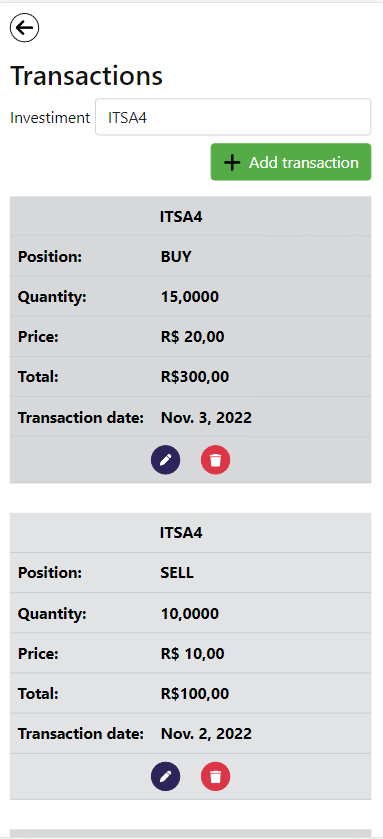 Transactions
Investiment ITSA4
Add transaction
ITSA4
Position: BUY
Quantity: 15,0000
Price: R$ 20,00
Total: R$300,00
Transaction date: Nov. 3, 2022
ITSA4
Position: SELL
Quantity: 10,0000
Price: R$ 10,00
Total: R$100,00
Transaction date: Nov. 2, 2022